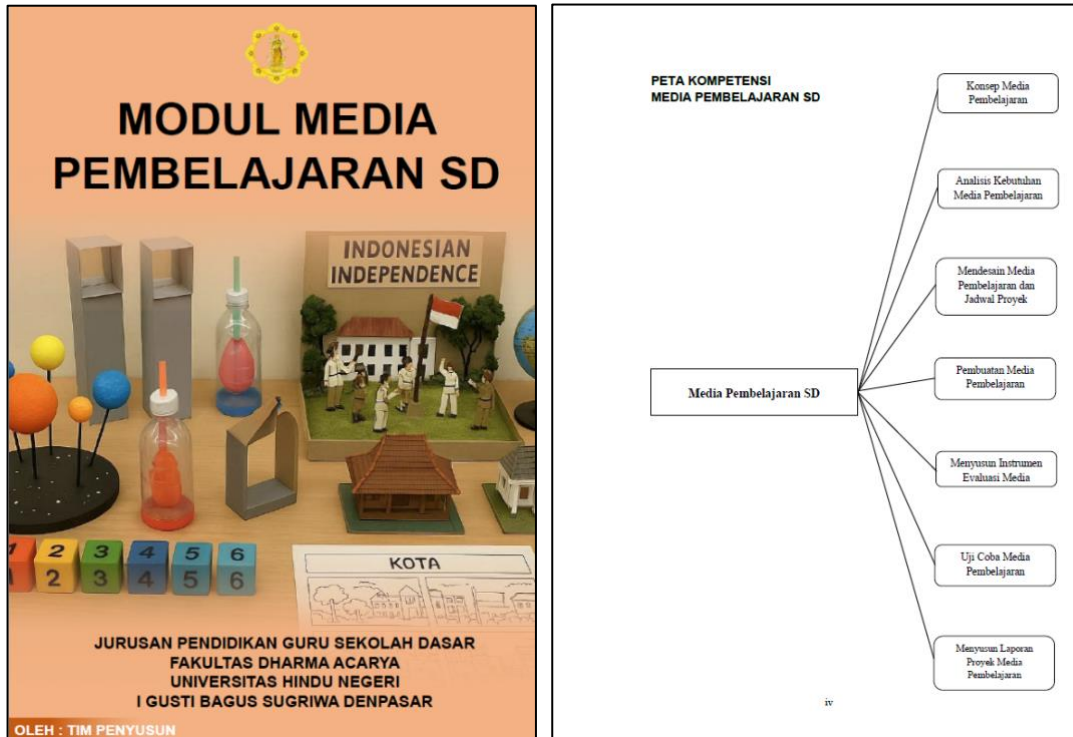 MODUL MEDIA
PEMBELAJARAN SD
INDONESIAN
INDEPENDENCE
1 2 3 4 5 6
1 2 3 4 5 6
KOTA
JURUSAN PENDIDIKAN GURU SEKOLAH DASAR
FAKULTAS DHARMA ACARYA
UNIVERSITAS HINDU NEGERI
I GUSTI BAGUS SUGRIWA DENPASAR
OLEH : TIM PENYUSUN
PETA KOMPETENSI
MEDIA PEMBELAJARAN SD
Media Pembelajaran SD
Konsep Media
Pembelajaran
Analisis Kebutuhan
Media Pembelajaran
Mendesain Media
Pembelajaran dan
Jadwal Proyek
Pembuatan Media
Pembelajaran
Menyusun Instrumen
Evaluasi Media
Uji Coba Media
Pembelajaran
Menyusun Laporan
Proyek Media
Pembelajaran
iv